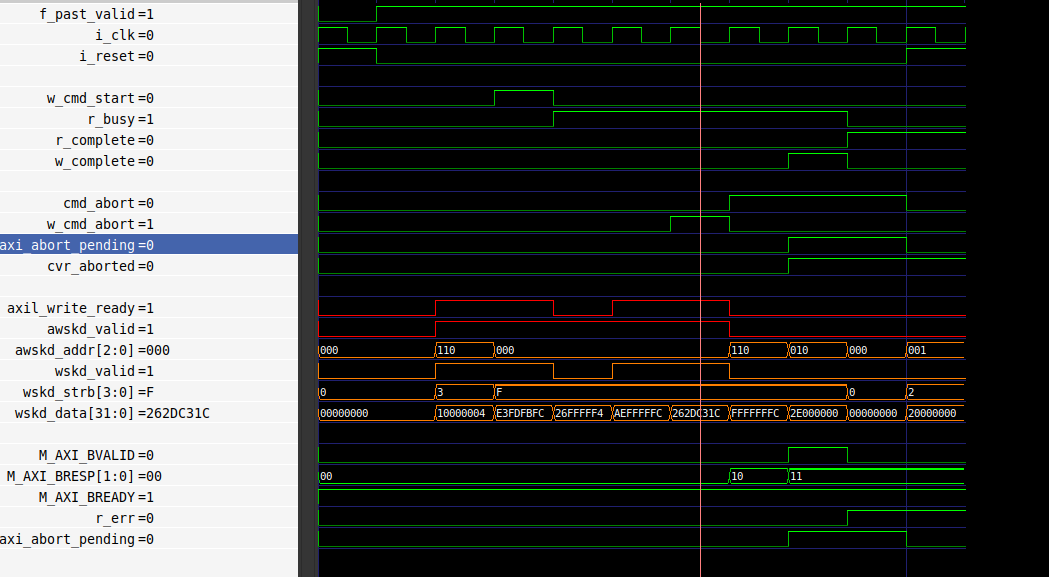 f_past_valid=1
i_clk=0
i_reset=0
w_cmd_start=0
r_busy=1
r_complete=0
w_complete=0
cmd_abort=0
w_cmd_abort=1
axi_abort_pending=0
cvr_aborted=0
axil_write_ready=1
awskd_valid=1
awskd_addr[2:0]=000 000 110 000 110 010 000 001
wskd_valid=1
wskd_strb[3:0]=F 0 3 F 0 2
wskd_data[31:0]=262DC31C 00000000 10000004 E3FDFBFC 26FFFFF4 AEFFFFFC 262DC31C FFFFFFFC 2E000000 00000000 20000000
M_AXI_BVALID=0
M_AXI_BRESP[1:0]=00 00 10 11
M_AXI_BREADY=1
r_err=0
axi_abort_pending=0